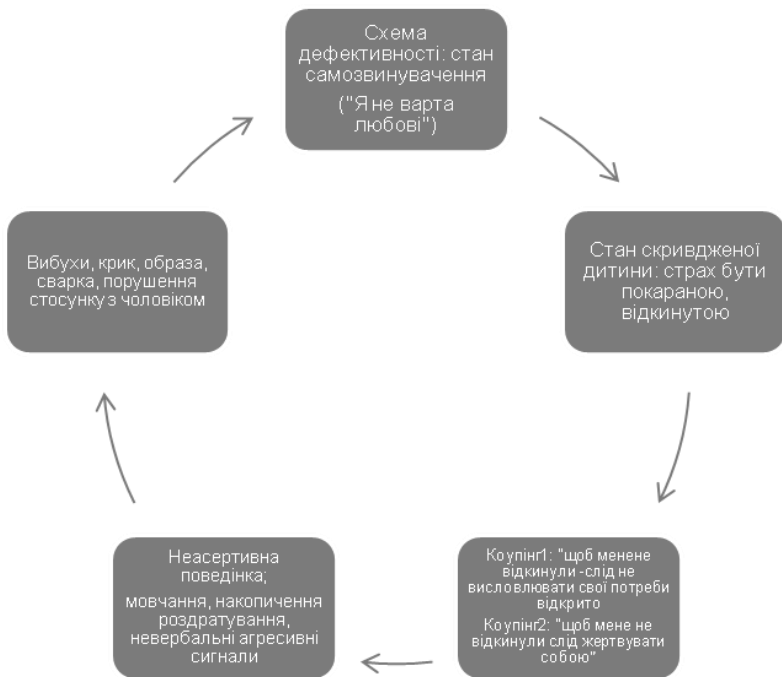 Схема
дефективності: стан
самозвинувачення
("Я не варта
любові")
Стан скривдженої
дитини: страх бути
покараною,
відкинутою
Коупінг1: "щоб менене
відкинули -слід не
висловлювати свої потреби
відкрито
Коупінг2: "щоб мене не
відкинули слід жертвувати
собою"
Неасертивна
поведінка;
мовчання, накопичення
роздратування,
невербальні агресивні
сигнали
Вибухи, крик, образа,
сварка, порушення
стосунку з чоловіком